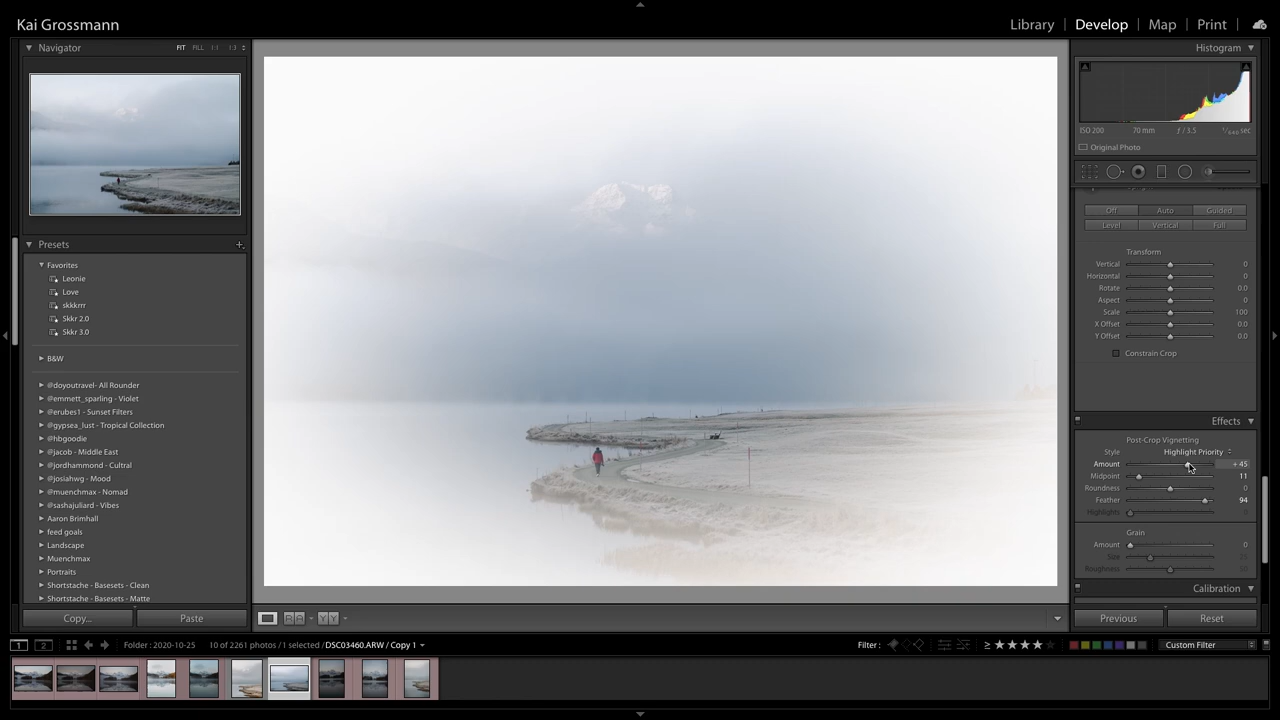 Kai Grossmann
Library | Develop | Map | Print
Navigator FIT FILL 1:1 1:3
Histogram
ISO 200 70 mm ƒ / 3.5 1/640 sec
Original Photo
Off Auto Guided
Level Vertical Full
Transform
Vertical 0
Horizontal 0
Rotate 0.0
Aspect 0
Scale 100
X Offset 0.0
Y Offset 0.0
Constrain Crop
Effects
Post-Crop Vignetting
Style Highlight Priority
Amount + 45
Midpoint 11
Roundness 0
Feather 94
Highlights 0
Grain
Amount 0
Size 25
Roughness 50
Calibration
Previous Reset
Presets
Favorites
Leonie
Love
skkkrrr
Skkr 2.0
Skkr 3.0
B&W
@doyoutravel- All Rounder
@emmett_sparling - Violet
@erubes1 - Sunset Filters
@gypsea_lust - Tropical Collection
@hbgoodie
@jacob - Middle East
@jordhammond - Cultral
@josiahwg - Mood
@muenchmax - Nomad
@sashajuliard - Vibes
Aaron Brimhall
feed goals
Landscape
Muenchmax
Portraits
Shortstache - Basesets - Clean
Shortstache - Basesets - Matte
Copy... Paste
1 2 Folder : 2020-10-25 10 of 2261 photos / 1 selected / DSC03460.ARW / Copy 1 Filter : ≥ ★★★★ Custom Filter